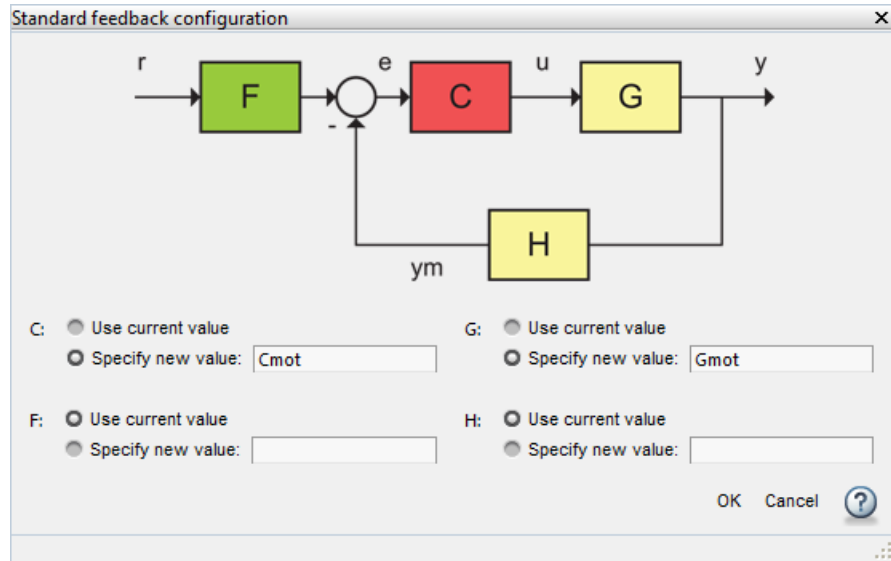 Standard feedback configuration
r e u y
F C G
-
H
ym
C: Use current value G: Use current value
Specify new value: Cmot Specify new value: Gmot
F: Use current value H: Use current value
Specify new value: Specify new value:
OK Cancel ?